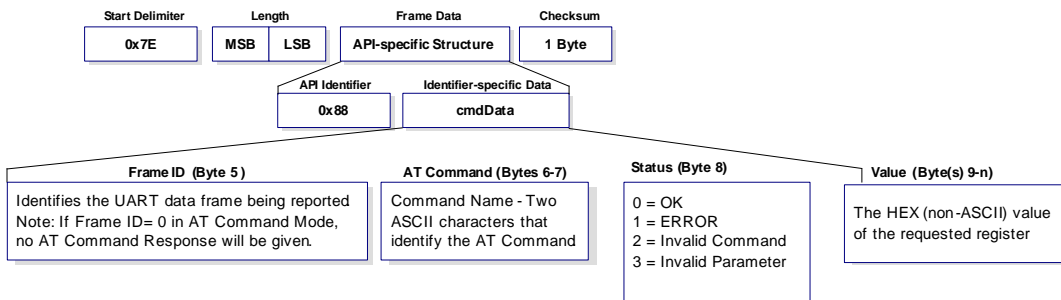 Start Delimiter Length Frame Data Checksum
0x7E MSB LSB API-specific Structure 1 Byte
API Identifier Identifier-specific Data
0x88 cmdData
Frame ID (Byte 5 )
Identifies the UART data frame being reported.
Note: If Frame ID= 0 in AT Command Mode,
no AT Command Response will be given.
AT Command (Bytes 6-7)
Command Name - Two
ASCII characters that
identify the AT Command
Status (Byte 8)
0 = OK
1 = ERROR
2 = Invalid Command
3 = Invalid Parameter
Value (Byte(s) 9-n)
The HEX (non-ASCII) value
of the requested register